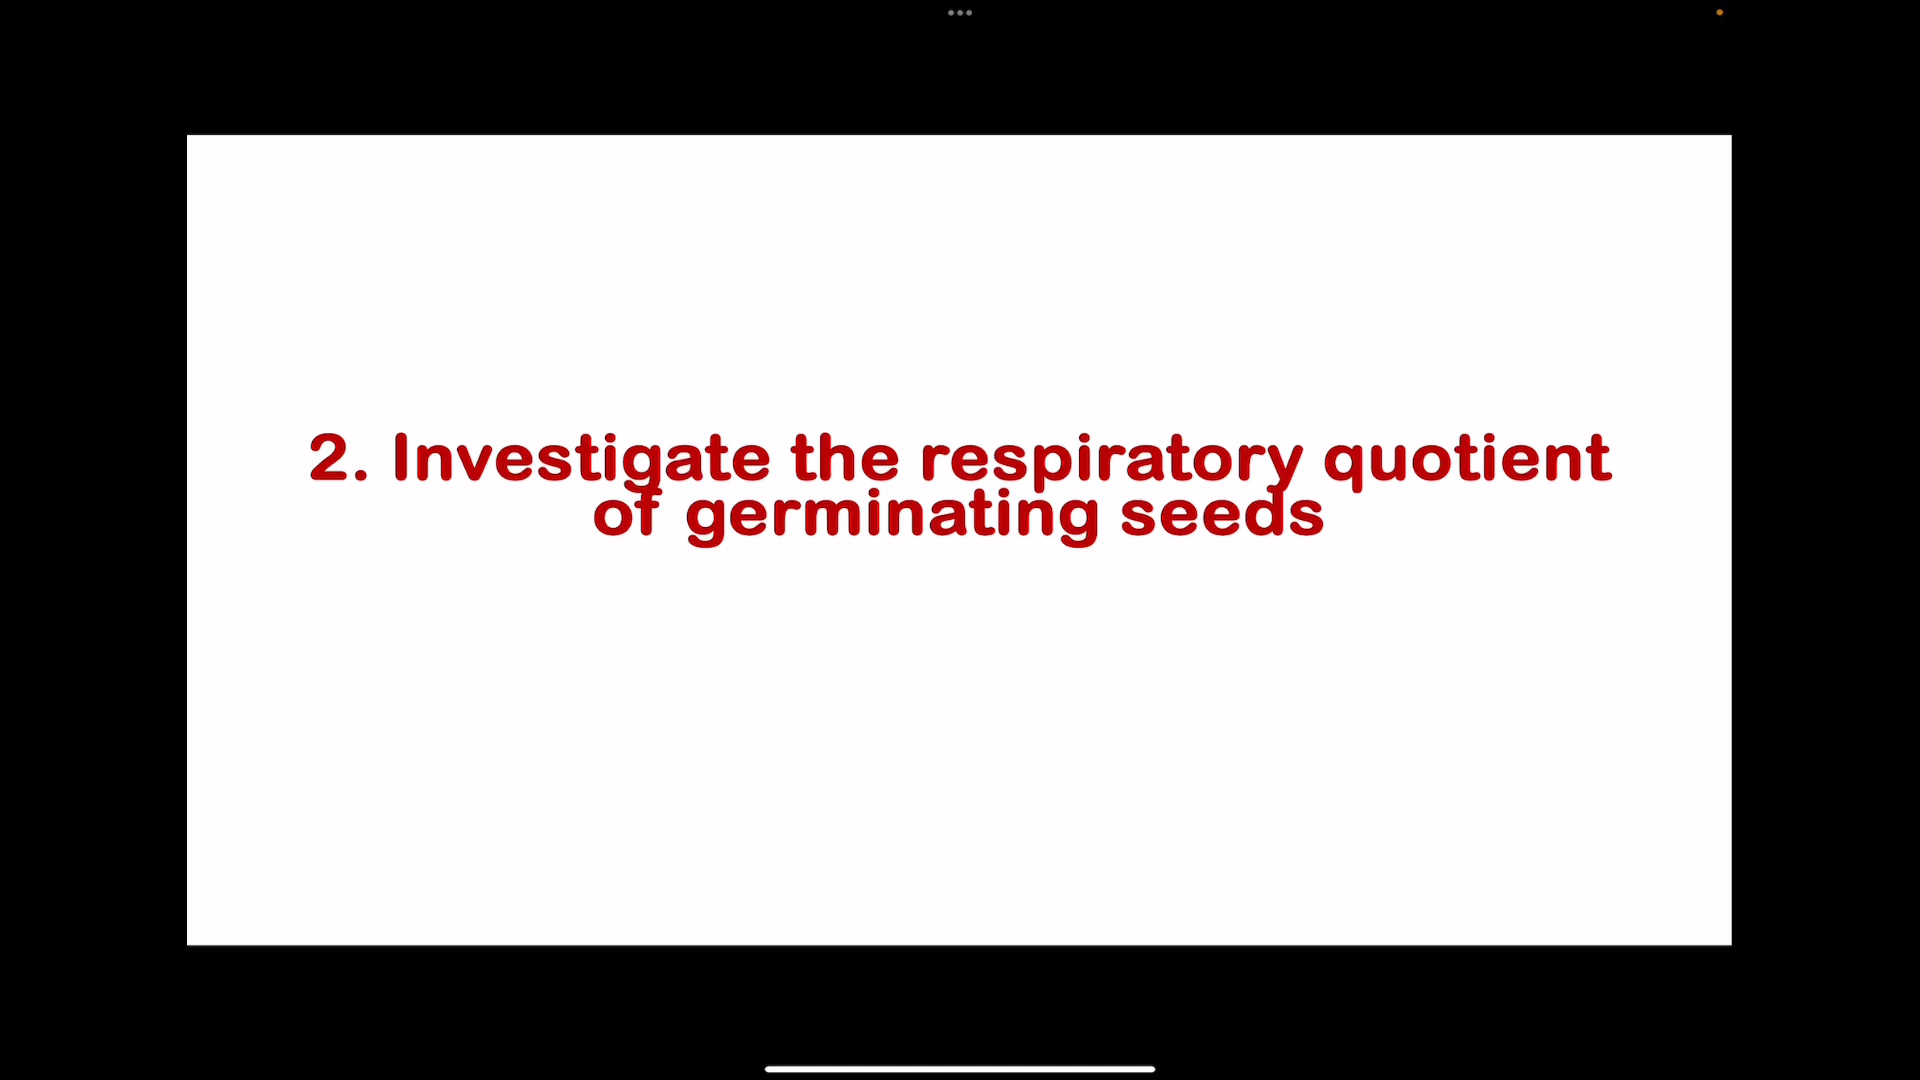 2. Investigate the respiratory quotient
of germinating seeds